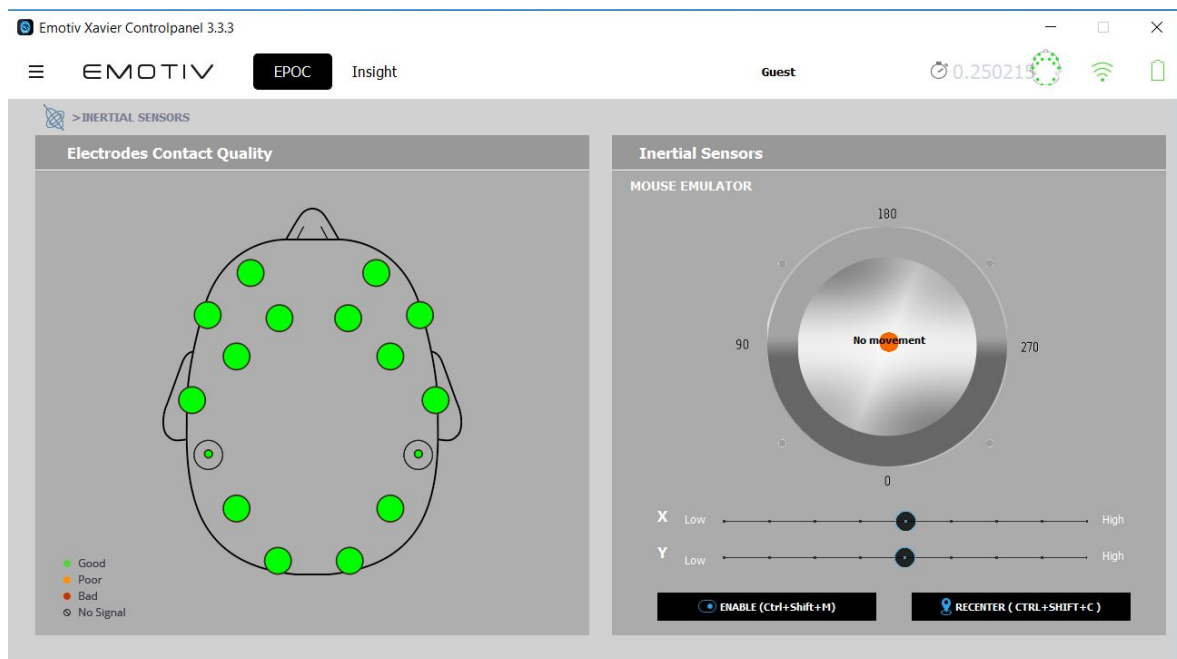 Emotiv Xavier Controlpanel 3.3.3
EMOTIV
EPOC
Insight
Guest
0.250215
>INERTIAL SENSORS
Electrodes Contact Quality
Good
Poor
Bad
No Signal
Inertial Sensors
MOUSE EMULATOR
180
90
No movement
270
0
X Low High
Y Low High
ENABLE (Ctrl+Shift+M)
RECENTER ( CTRL+SHIFT+C )